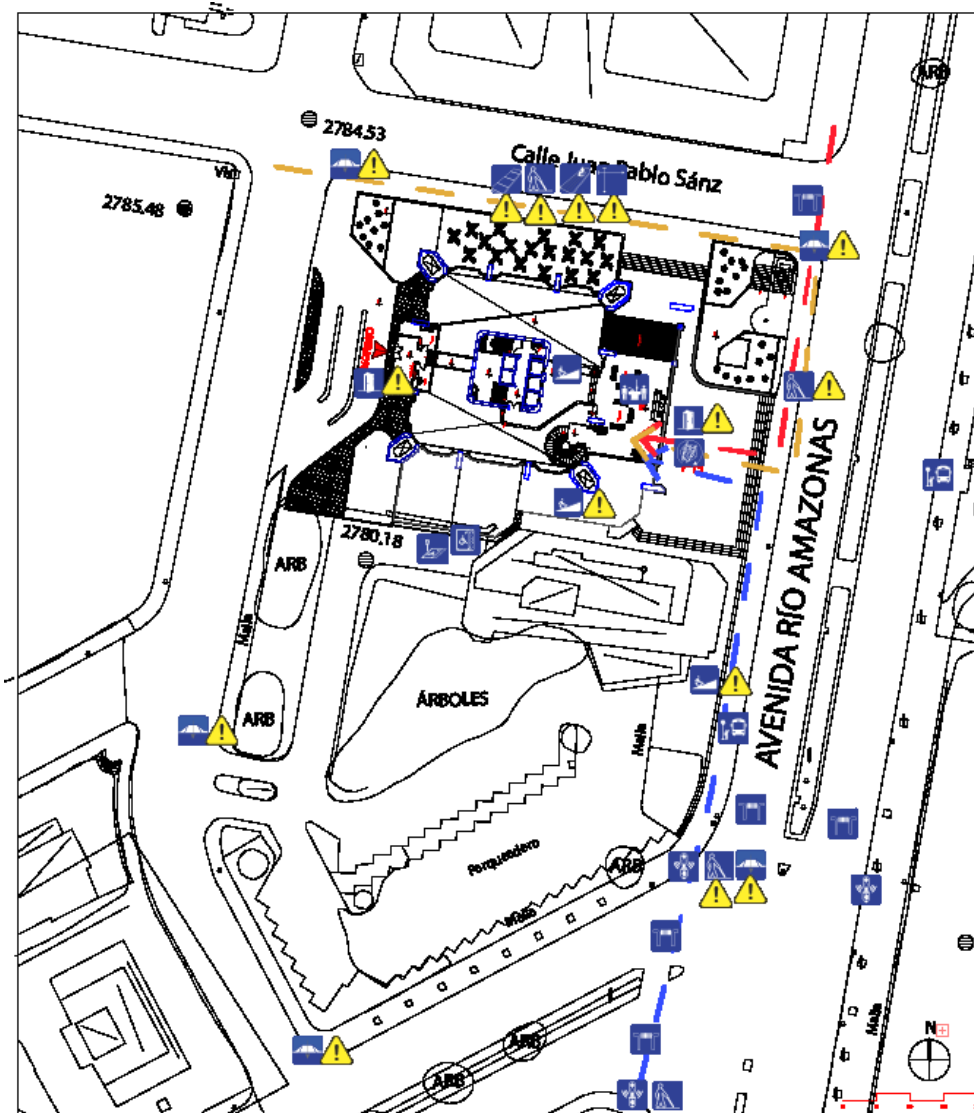 ARB
2784.53
Calle Juan Pablo Sánz
2785.48
2780.18
ARB
AVENIDA RÍO AMAZONAS
Malla
ÁRBOLES
ARB
Malla
Parqueadero
ARB
Malla
Malla
N
ARB
ARB